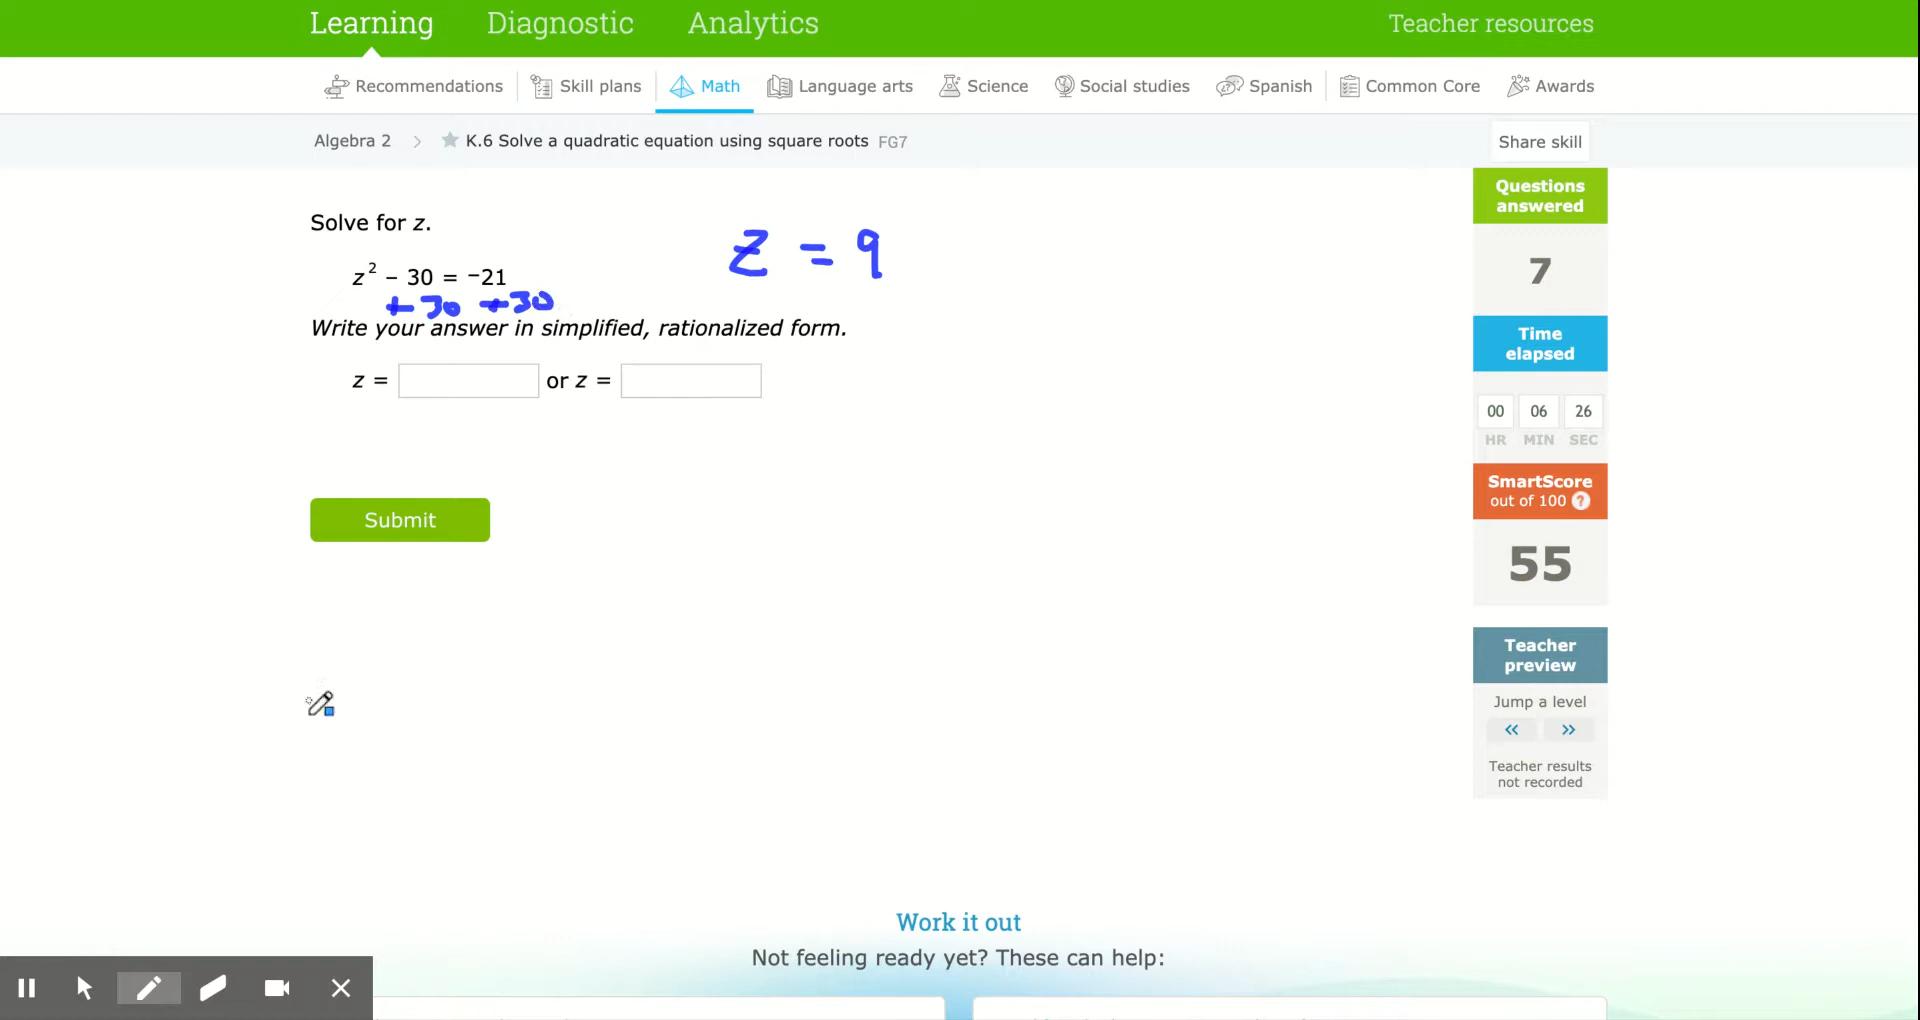 Learning Diagnostic Analytics Teacher resources
Recommendations Skill plans Math Language arts Science Social studies Spanish Common Core Awards
Algebra 2 > K.6 Solve a quadratic equation using square roots FG7 Share skill
Solve for z.
z = 9
z² – 30 = –21
+30 +30
Write your answer in simplified, rationalized form.
z = or z =
Submit
Questions
answered
7
Time
elapsed
00 06 26
HR MIN SEC
SmartScore
out of 100 ?
55
Teacher
preview
Jump a level
« »
Teacher results
not recorded
Work it out
Not feeling ready yet? These can help: